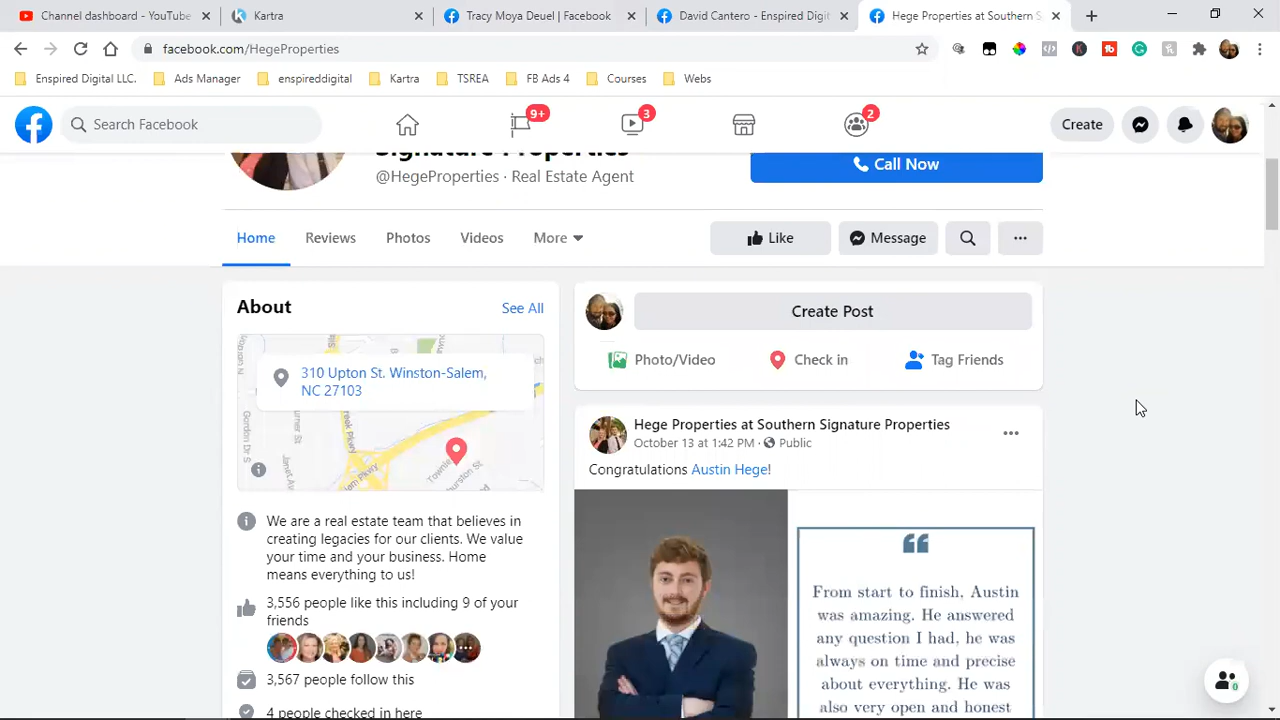 Channel dashboard - YouTube
Kartra
Tracy Moya Deuel | Facebook
David Cantero - Enspired Digit
Hege Properties at Southern S
facebook.com/HegeProperties
Enspired Digital LLC.
Ads Manager
enspireddigital
Kartra
TSREA
FB Ads 4
Courses
Webs
Search Facebook
9+
3
2
Create
Signature Properties
@HegeProperties · Real Estate Agent
Call Now
Home
Reviews
Photos
Videos
More
Like
Message
About
See All
310 Upton St. Winston-Salem,
NC 27103
We are a real estate team that believes in
creating legacies for our clients. We value
your time and your business. Home
means everything to us!
3,556 people like this including 9 of your
friends
3,567 people follow this
4 people checked in here
Create Post
Photo/Video
Check in
Tag Friends
Hege Properties at Southern Signature Properties
October 13 at 1:42 PM · Public
Congratulations Austin Hege!
From start to finish, Austin
was amazing. He answered
any question I had, he was
always on time and precise
about everything. He was
also very open and honest